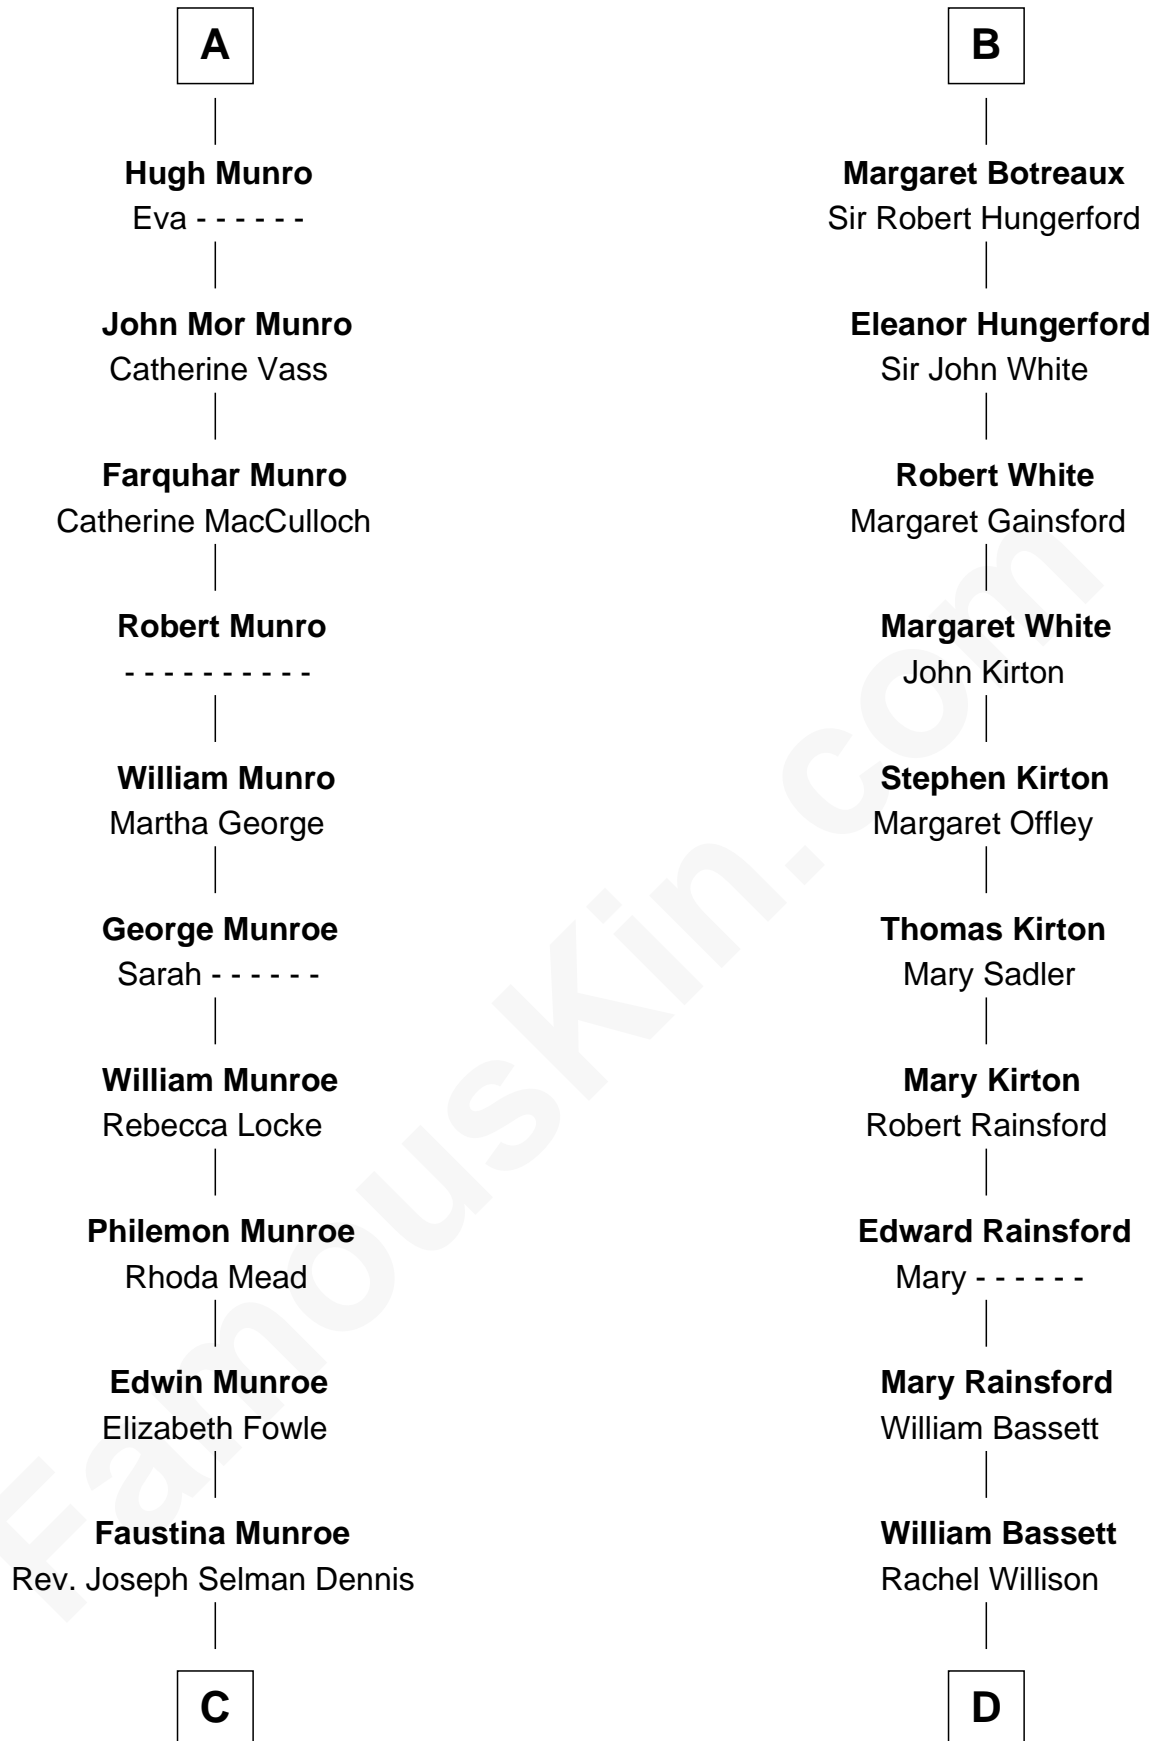 A
Hugh Munro
Eva - - - - - -
John Mor Munro
Catherine Vass
Farquhar Munro
Catherine MacCulloch
Robert Munro
- - - - - - - - - -
William Munro
Martha George
George Munroe
Sarah - - - - - -
William Munroe
Rebecca Locke
Philemon Munroe
Rhoda Mead
Edwin Munroe
Elizabeth Fowle
Faustina Munroe
Rev. Joseph Selman Dennis
C
B
Margaret Botreaux
Sir Robert Hungerford
Eleanor Hungerford
Sir John White
Robert White
Margaret Gainsford
Margaret White
John Kirton
Stephen Kirton
Margaret Offley
Thomas Kirton
Mary Sadler
Mary Kirton
Robert Rainsford
Edward Rainsford
Mary - - - - - -
Mary Rainsford
William Bassett
William Bassett
Rachel Willison
D
FamousKin.com